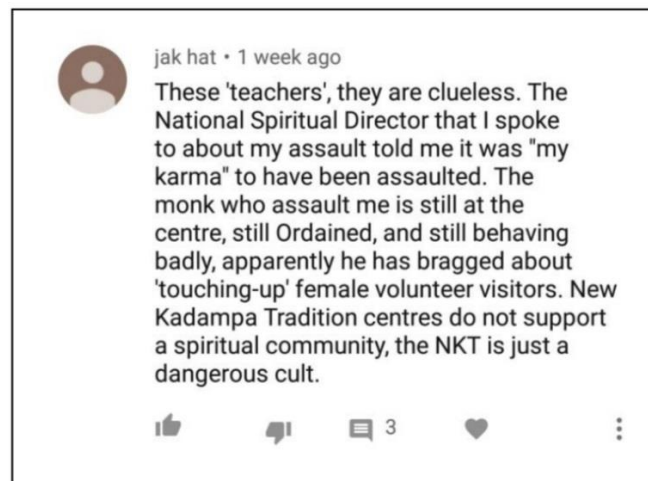 jak hat • 1 week ago
These 'teachers', they are clueless. The
National Spiritual Director that I spoke
to about my assault told me it was "my
karma" to have been assaulted. The
monk who assault me is still at the
centre, still Ordained, and still behaving
badly, apparently he has bragged about
'touching-up' female volunteer visitors. New
Kadampa Tradition centres do not support
a spiritual community, the NKT is just a
dangerous cult.
3